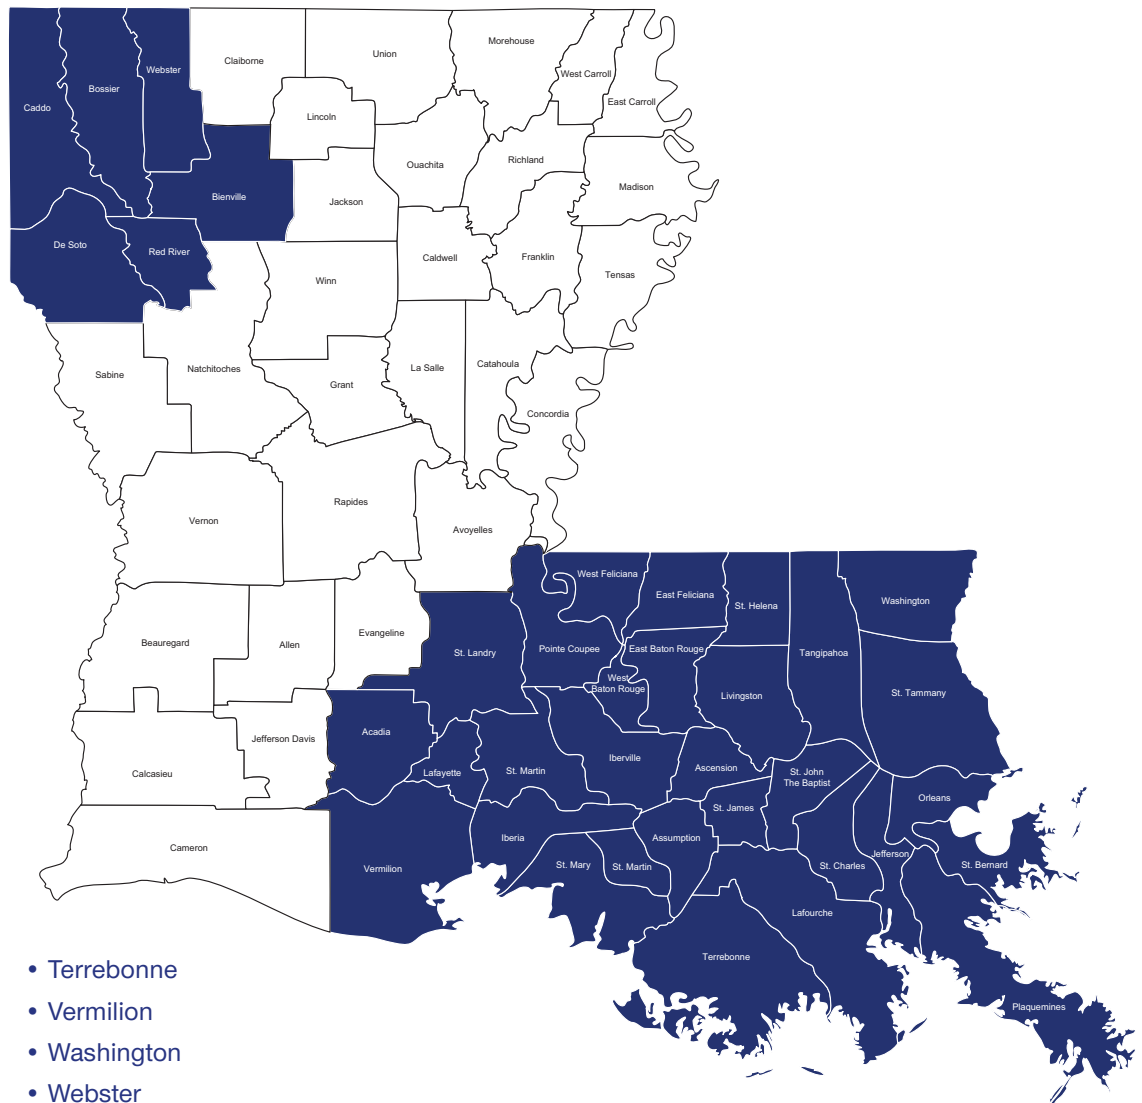 Morehouse
Union
Claiborne
Webster
West Carroll
Bossier
East Carroll
Caddo
Lincoln
Richland
Ouachita
Madison
Bienville
Jackson
De Soto
Red River
Caldwell
Franklin
Tensas
Winn
Catahoula
La Salle
Natchitoches
Sabine
Grant
Concordia
Rapides
Vernon
Avoyelles
West Feliciana
East Feliciana
Washington
St. Helena
Evangeline
Beauregard
Allen
Pointe Coupee
East Baton Rouge
St. Landry
Tangipahoa
West
Baton Rouge
St. Tammany
Livingston
Acadia
Jefferson Davis
Iberville
Ascension
St. John
The Baptist
Calcasieu
Lafayette
St. Martin
Orleans
St. James
Iberia
Assumption
Cameron
Jefferson
Vermilion
St. Mary
St. Martin
St. Charles
St. Bernard
Lafourche
Terrebonne
Plaquemines
• Terrebonne
• Vermilion
• Washington
• Webster